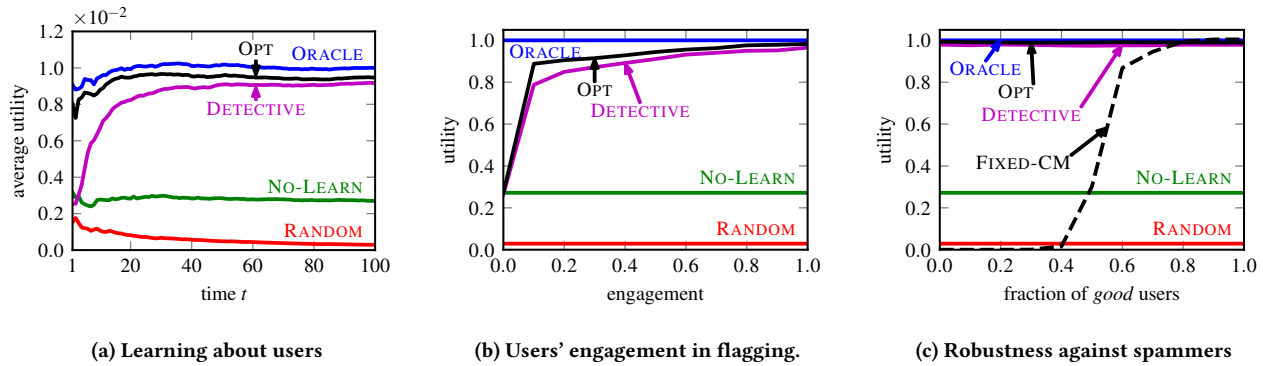 ×10⁻²
1.2
1.0
0.8
0.6
0.4
0.2
0.0
average utility
OPT
ORACLE
DETECTIVE
NO-LEARN
RANDOM
1 20 40 60 80 100
time t
(a) Learning about users
1.0
0.8
0.6
0.4
0.2
0.0
utility
ORACLE
OPT
DETECTIVE
NO-LEARN
RANDOM
0.0 0.2 0.4 0.6 0.8 1.0
engagement
(b) Users' engagement in flagging.
1.0
0.8
0.6
0.4
0.2
0.0
utility
ORACLE
OPT
DETECTIVE
FIXED-CM
NO-LEARN
RANDOM
0.0 0.2 0.4 0.6 0.8 1.0
fraction of good users
(c) Robustness against spammers